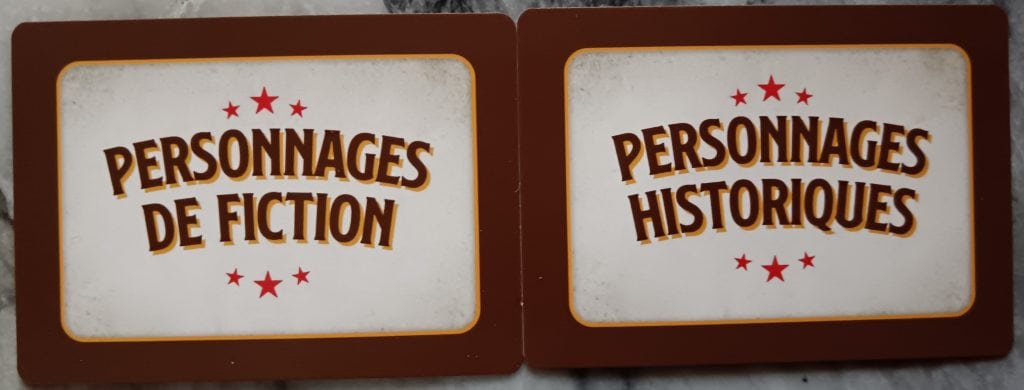 PERSONNAGES
DE FICTION
PERSONNAGES
HISTORIQUES